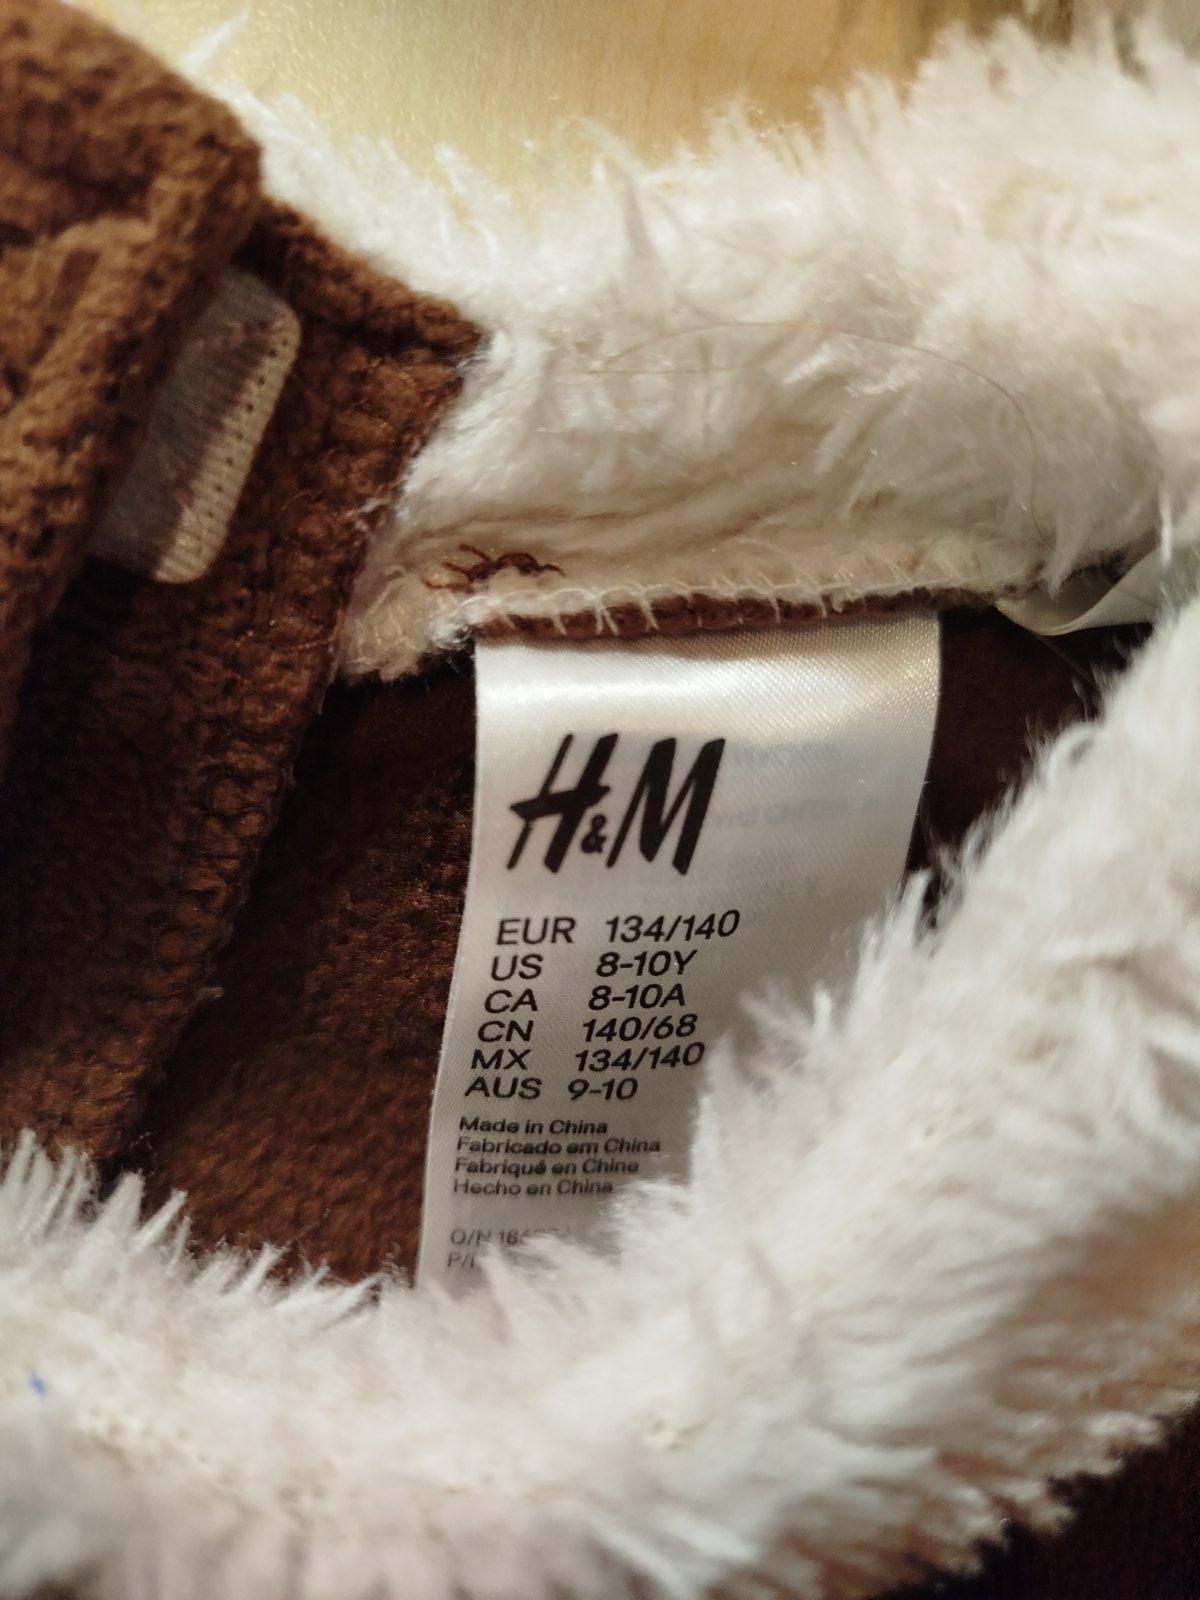 H&M
EUR 134/140
US 8-10Y
CA 8-10A
CN 140/68
MX 134/140
AUS 9-10
Made in China
Fabricado em China
Fabriqué en Chine
Hecho en China
O/N